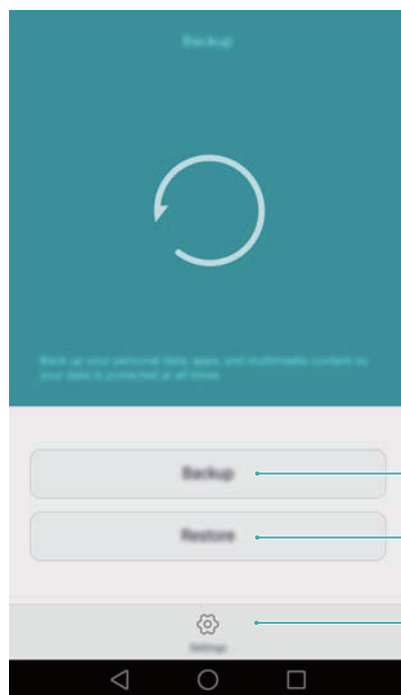 Backup
Back up your personal data, apps, and multimedia content so
your data is protected at all times
Backup
Restore
Settings